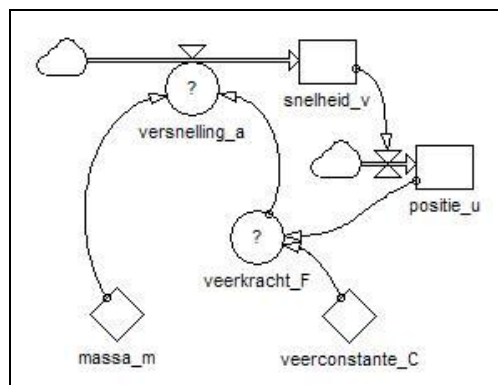 ?
snelheid_v
versnelling_a
positie_u
?
veerkracht_F
massa_m
veerconstante_C